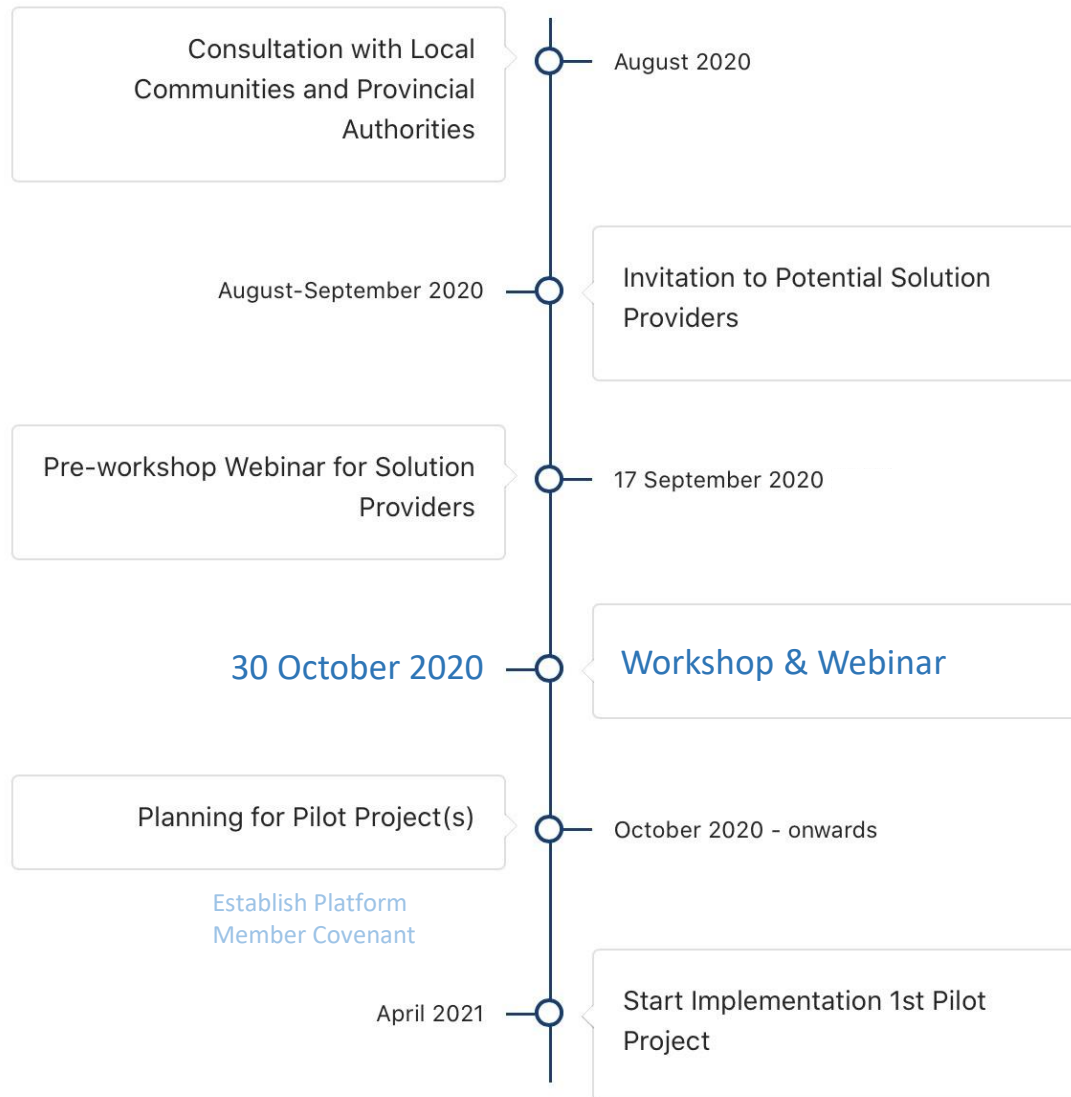 Consultation with Local
Communities and Provincial
Authorities
August 2020
August-September 2020
Invitation to Potential Solution
Providers
Pre-workshop Webinar for Solution
Providers
17 September 2020
30 October 2020
Workshop & Webinar
Planning for Pilot Project(s)
October 2020 - onwards
Establish Platform
Member Covenant
April 2021
Start Implementation 1st Pilot
Project